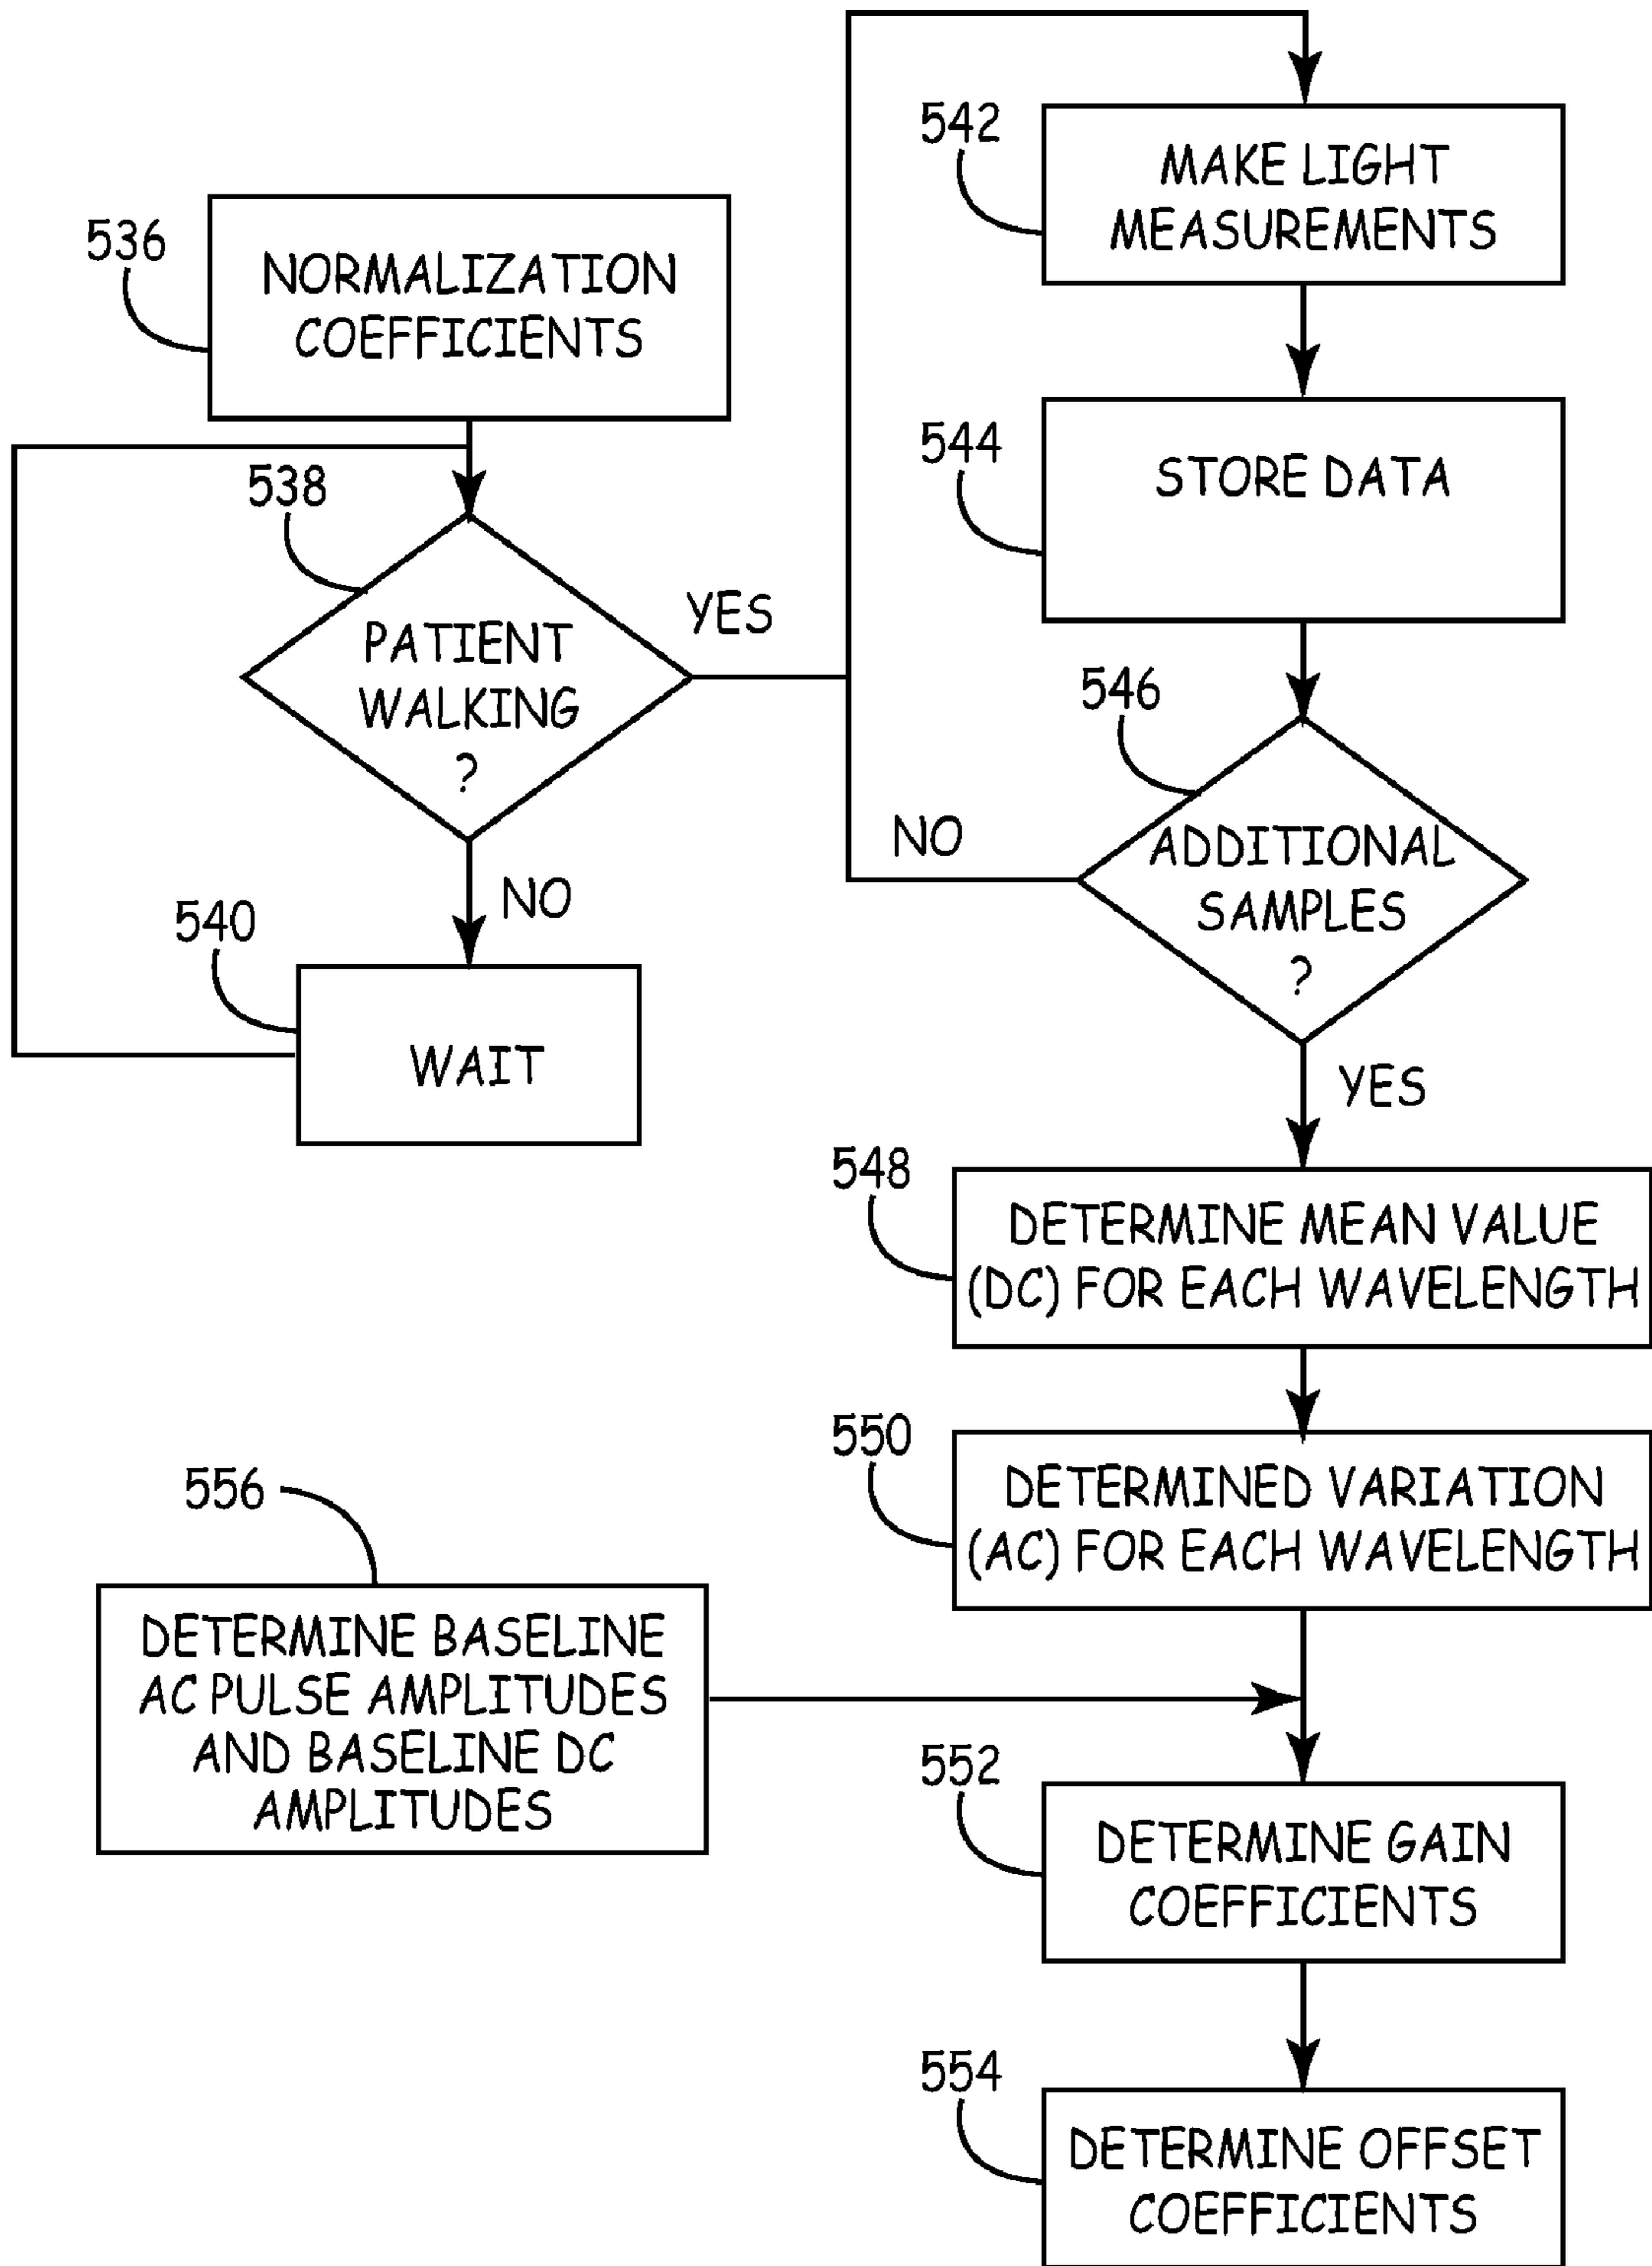 536
NORMALIZATION
COEFFICIENTS
538
PATIENT
WALKING
?
YES
NO
540
WAIT
542
MAKE LIGHT
MEASUREMENTS
544
STORE DATA
546
ADDITIONAL
SAMPLES
?
NO
YES
548
DETERMINE MEAN VALUE
(DC) FOR EACH WAVELENGTH
550
DETERMINED VARIATION
(AC) FOR EACH WAVELENGTH
556
DETERMINE BASELINE
AC PULSE AMPLITUDES
AND BASELINE DC
AMPLITUDES
552
DETERMINE GAIN
COEFFICIENTS
554
DETERMINE OFFSET
COEFFICIENTS